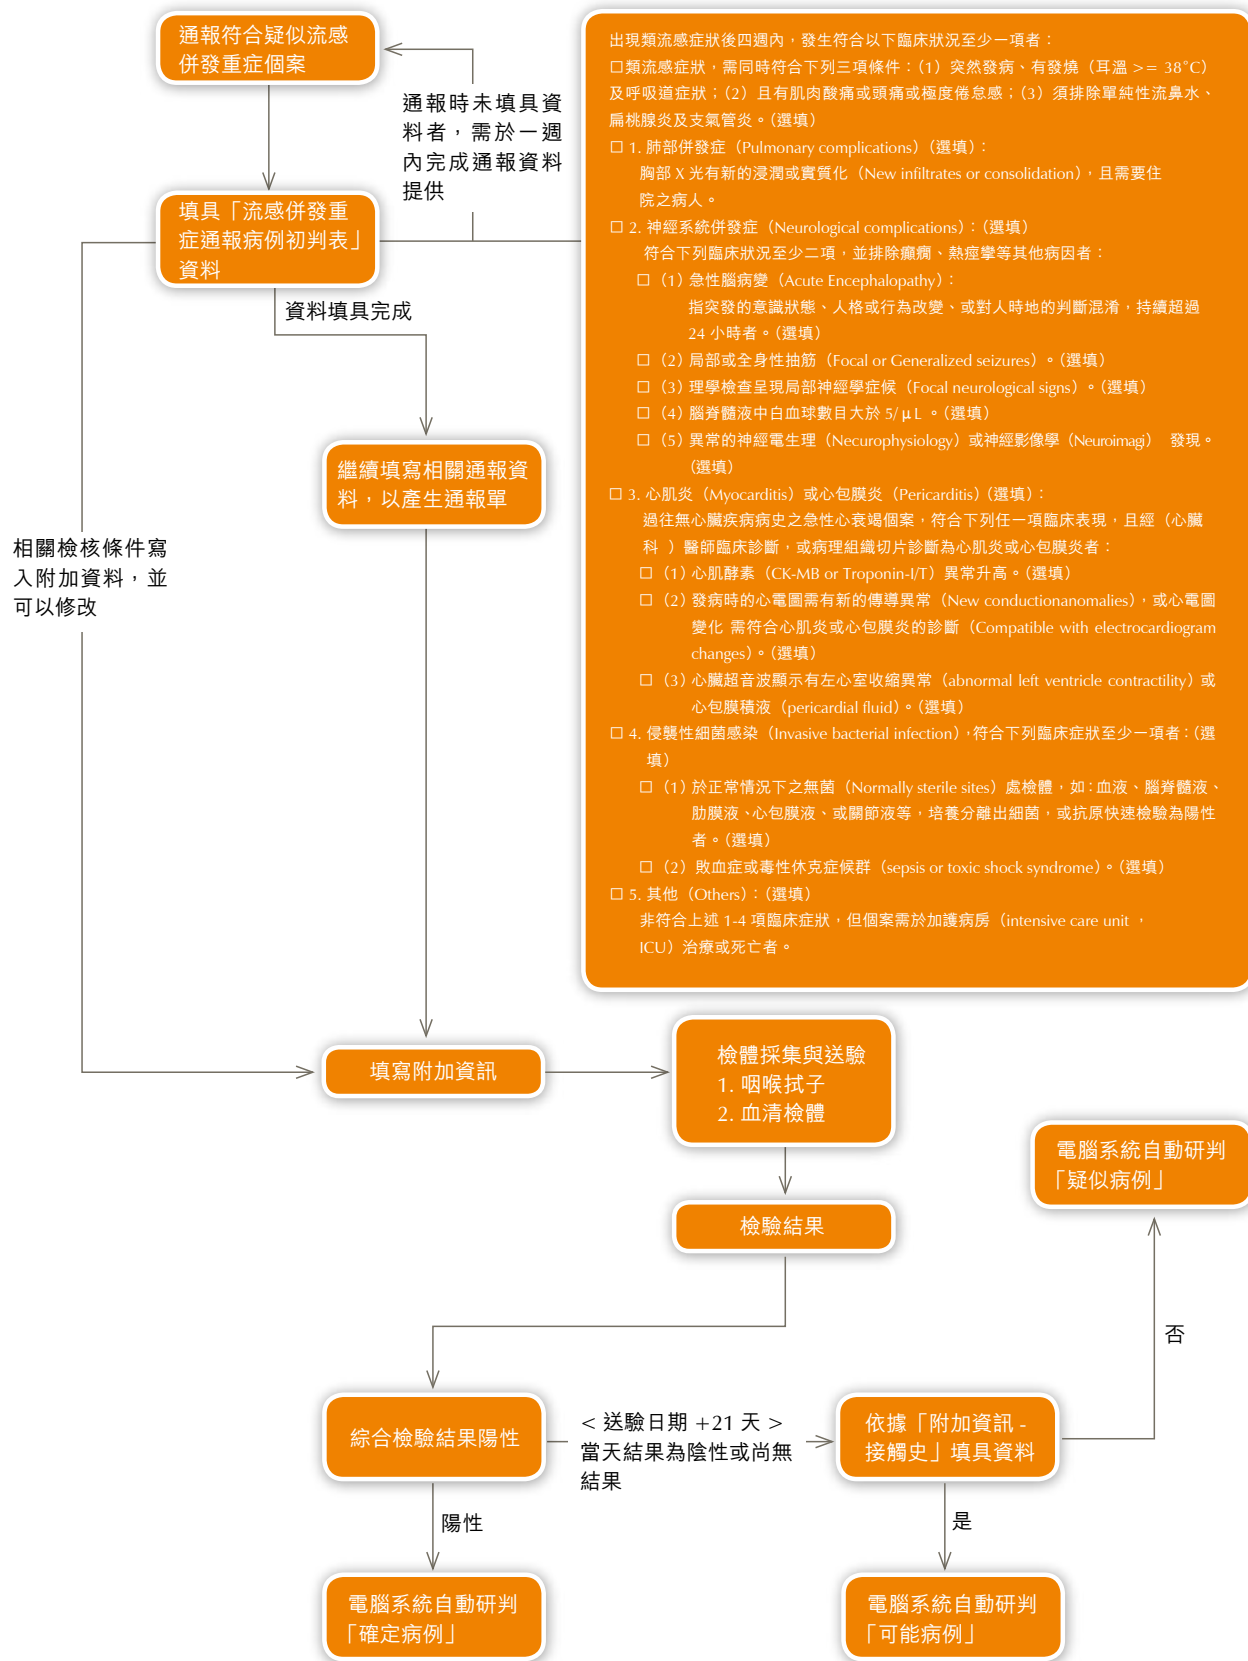 通報符合疑似流感
併發重症個案
通報時未填具資
料者，需於一週
內完成通報資料
提供
填具「流感併發重
症通報病例初判表」
資料
資料填具完成
繼續填寫相關通報資
料，以產生通報單
相關檢核條件寫
入附加資料，並
可以修改
出現類流感症狀後四週內，發生符合以下臨床狀況至少一項者：
□類流感症狀，需同時符合下列三項條件：（1）突然發病、有發燒（耳溫 >= 38°C）
及呼吸道症狀；（2）且有肌肉酸痛或頭痛或極度倦怠感；（3）須排除單純性流鼻水、
扁桃腺炎及支氣管炎。（選填）
□ 1. 肺部併發症（Pulmonary complications）（選填）：
胸部 X 光有新的浸潤或實質化（New infiltrates or consolidation），且需要住
院之病人。
□ 2. 神經系統併發症（Neurological complications）：（選填）
符合下列臨床狀況至少二項，並排除癲癇、熱痙攣等其他病因者：
□（1）急性腦病變（Acute Encephalopathy）：
指突發的意識狀態、人格或行為改變、或對人時地的判斷混淆，持續超過
24 小時者。（選填）
□（2）局部或全身性抽筋（Focal or Generalized seizures）。（選填）
□（3）理學檢查呈現局部神經學症候（Focal neurological signs）。（選填）
□（4）腦脊髓液中白血球數目大於 5/ μ L 。（選填）
□（5）異常的神經電生理（Necurophysiology）或神經影像學（Neuroimagi） 發現。
（選填）
□ 3. 心肌炎（Myocarditis）或心包膜炎（Pericarditis）（選填）：
過往無心臟疾病病史之急性心衰竭個案，符合下列任一項臨床表現，且經（心臟
科 ）醫師臨床診斷，或病理組織切片診斷為心肌炎或心包膜炎者：
□（1）心肌酵素（CK-MB or Troponin-I/T）異常升高。（選填）
□（2）發病時的心電圖需有新的傳導異常（New conductionanomalies），或心電圖
變化 需符合心肌炎或心包膜炎的診斷（Compatible with electrocardiogram
changes）。（選填）
□（3）心臟超音波顯示有左心室收縮異常（abnormal left ventricle contractility）或
心包膜積液（pericardial fluid）。（選填）
□ 4. 侵襲性細菌感染（Invasive bacterial infection），符合下列臨床症狀至少一項者：（選
填）
□（1）於正常情況下之無菌（Normally sterile sites）處檢體，如：血液、腦脊髓液、
肋膜液、心包膜液、或關節液等，培養分離出細菌，或抗原快速檢驗為陽性
者。（選填）
□（2）敗血症或毒性休克症候群（sepsis or toxic shock syndrome）。（選填）
□ 5. 其他（Others）：（選填）
非符合上述 1-4 項臨床症狀，但個案需於加護病房（intensive care unit ，
ICU）治療或死亡者。
填寫附加資訊
檢體採集與送驗
1. 咽喉拭子
2. 血清檢體
檢驗結果
電腦系統自動研判
「疑似病例」
否
綜合檢驗結果陽性
< 送驗日期 +21 天 >
當天結果為陰性或尚無
結果
依據「附加資訊 -
接觸史」填具資料
陽性
是
電腦系統自動研判
「確定病例」
電腦系統自動研判
「可能病例」